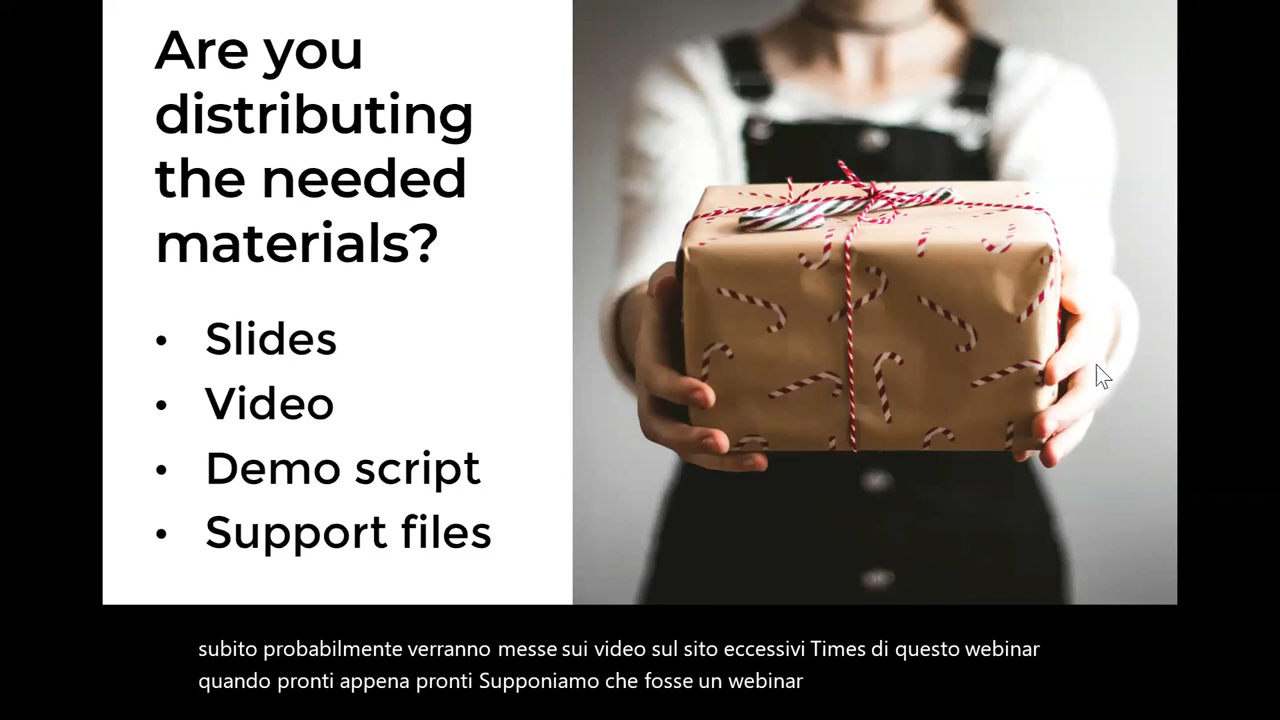 Are you
distributing
the needed
materials?
• Slides
• Video
• Demo script
• Support files
subito probabilmente verranno messe sui video sul sito eccessivi Times di questo webinar
quando pronti appena pronti Supponiamo che fosse un webinar